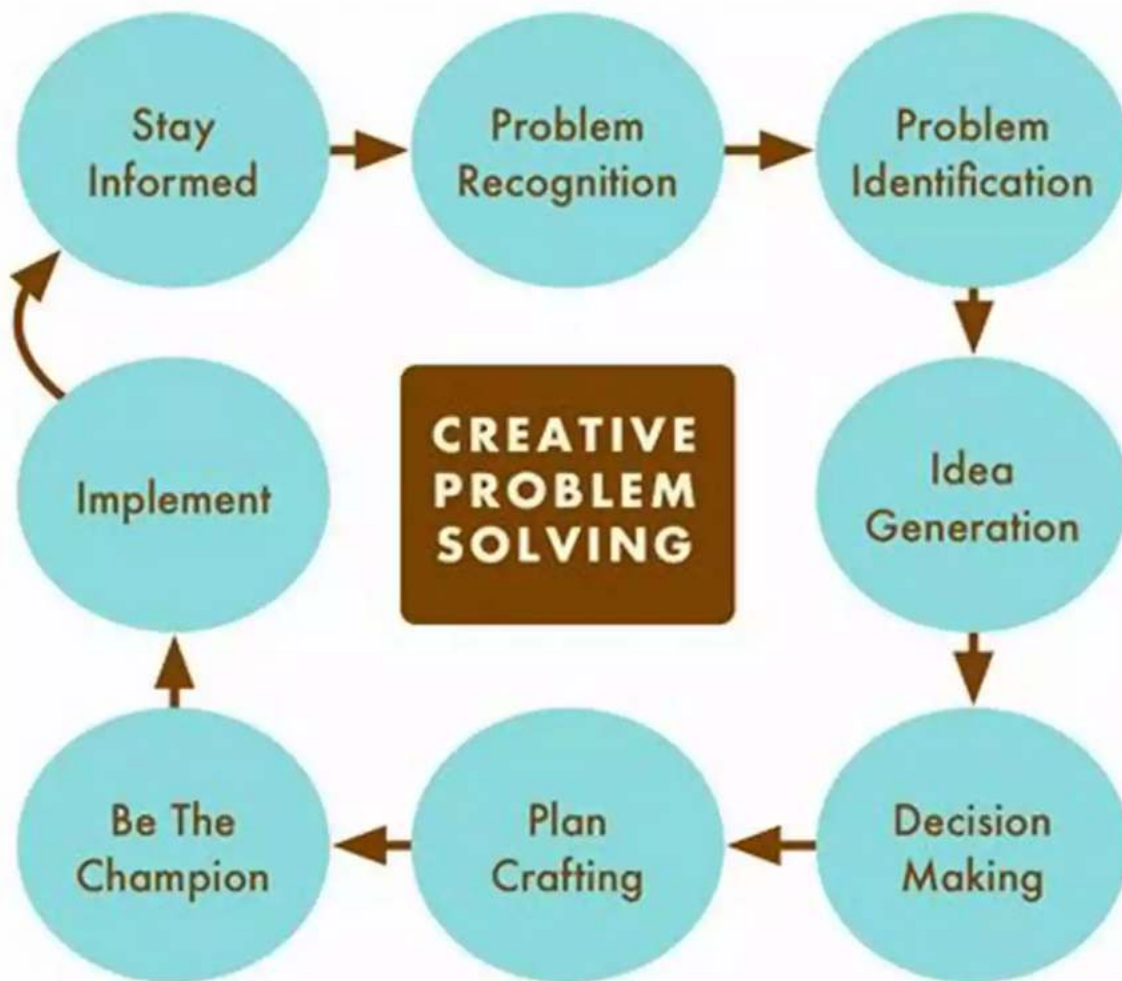 Stay
Informed
Problem
Recognition
Problem
Identification
Idea
Generation
Decision
Making
Plan
Crafting
Be The
Champion
Implement
CREATIVE
PROBLEM
SOLVING